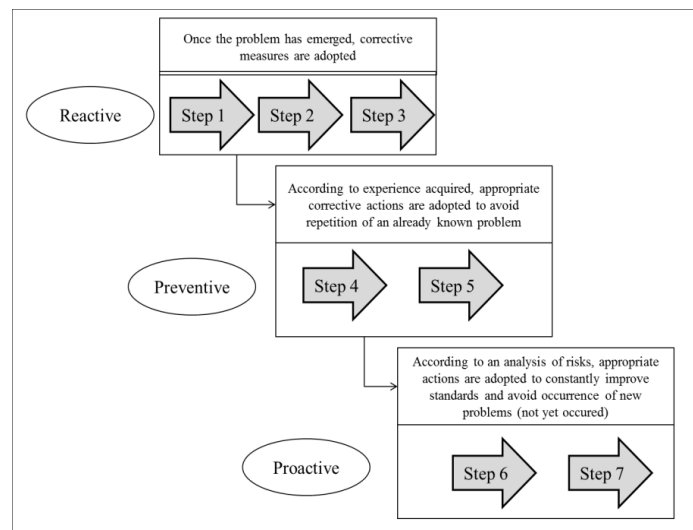 Once the problem has emerged, corrective
measures are adopted
Reactive
Step 1
Step 2
Step 3
According to experience acquired, appropriate
corrective actions are adopted to avoid
repetition of an already known problem
Preventive
Step 4
Step 5
According to an analysis of risks, appropriate
actions are adopted to constantly improve
standards and avoid occurrence of new
problems (not yet occured)
Proactive
Step 6
Step 7